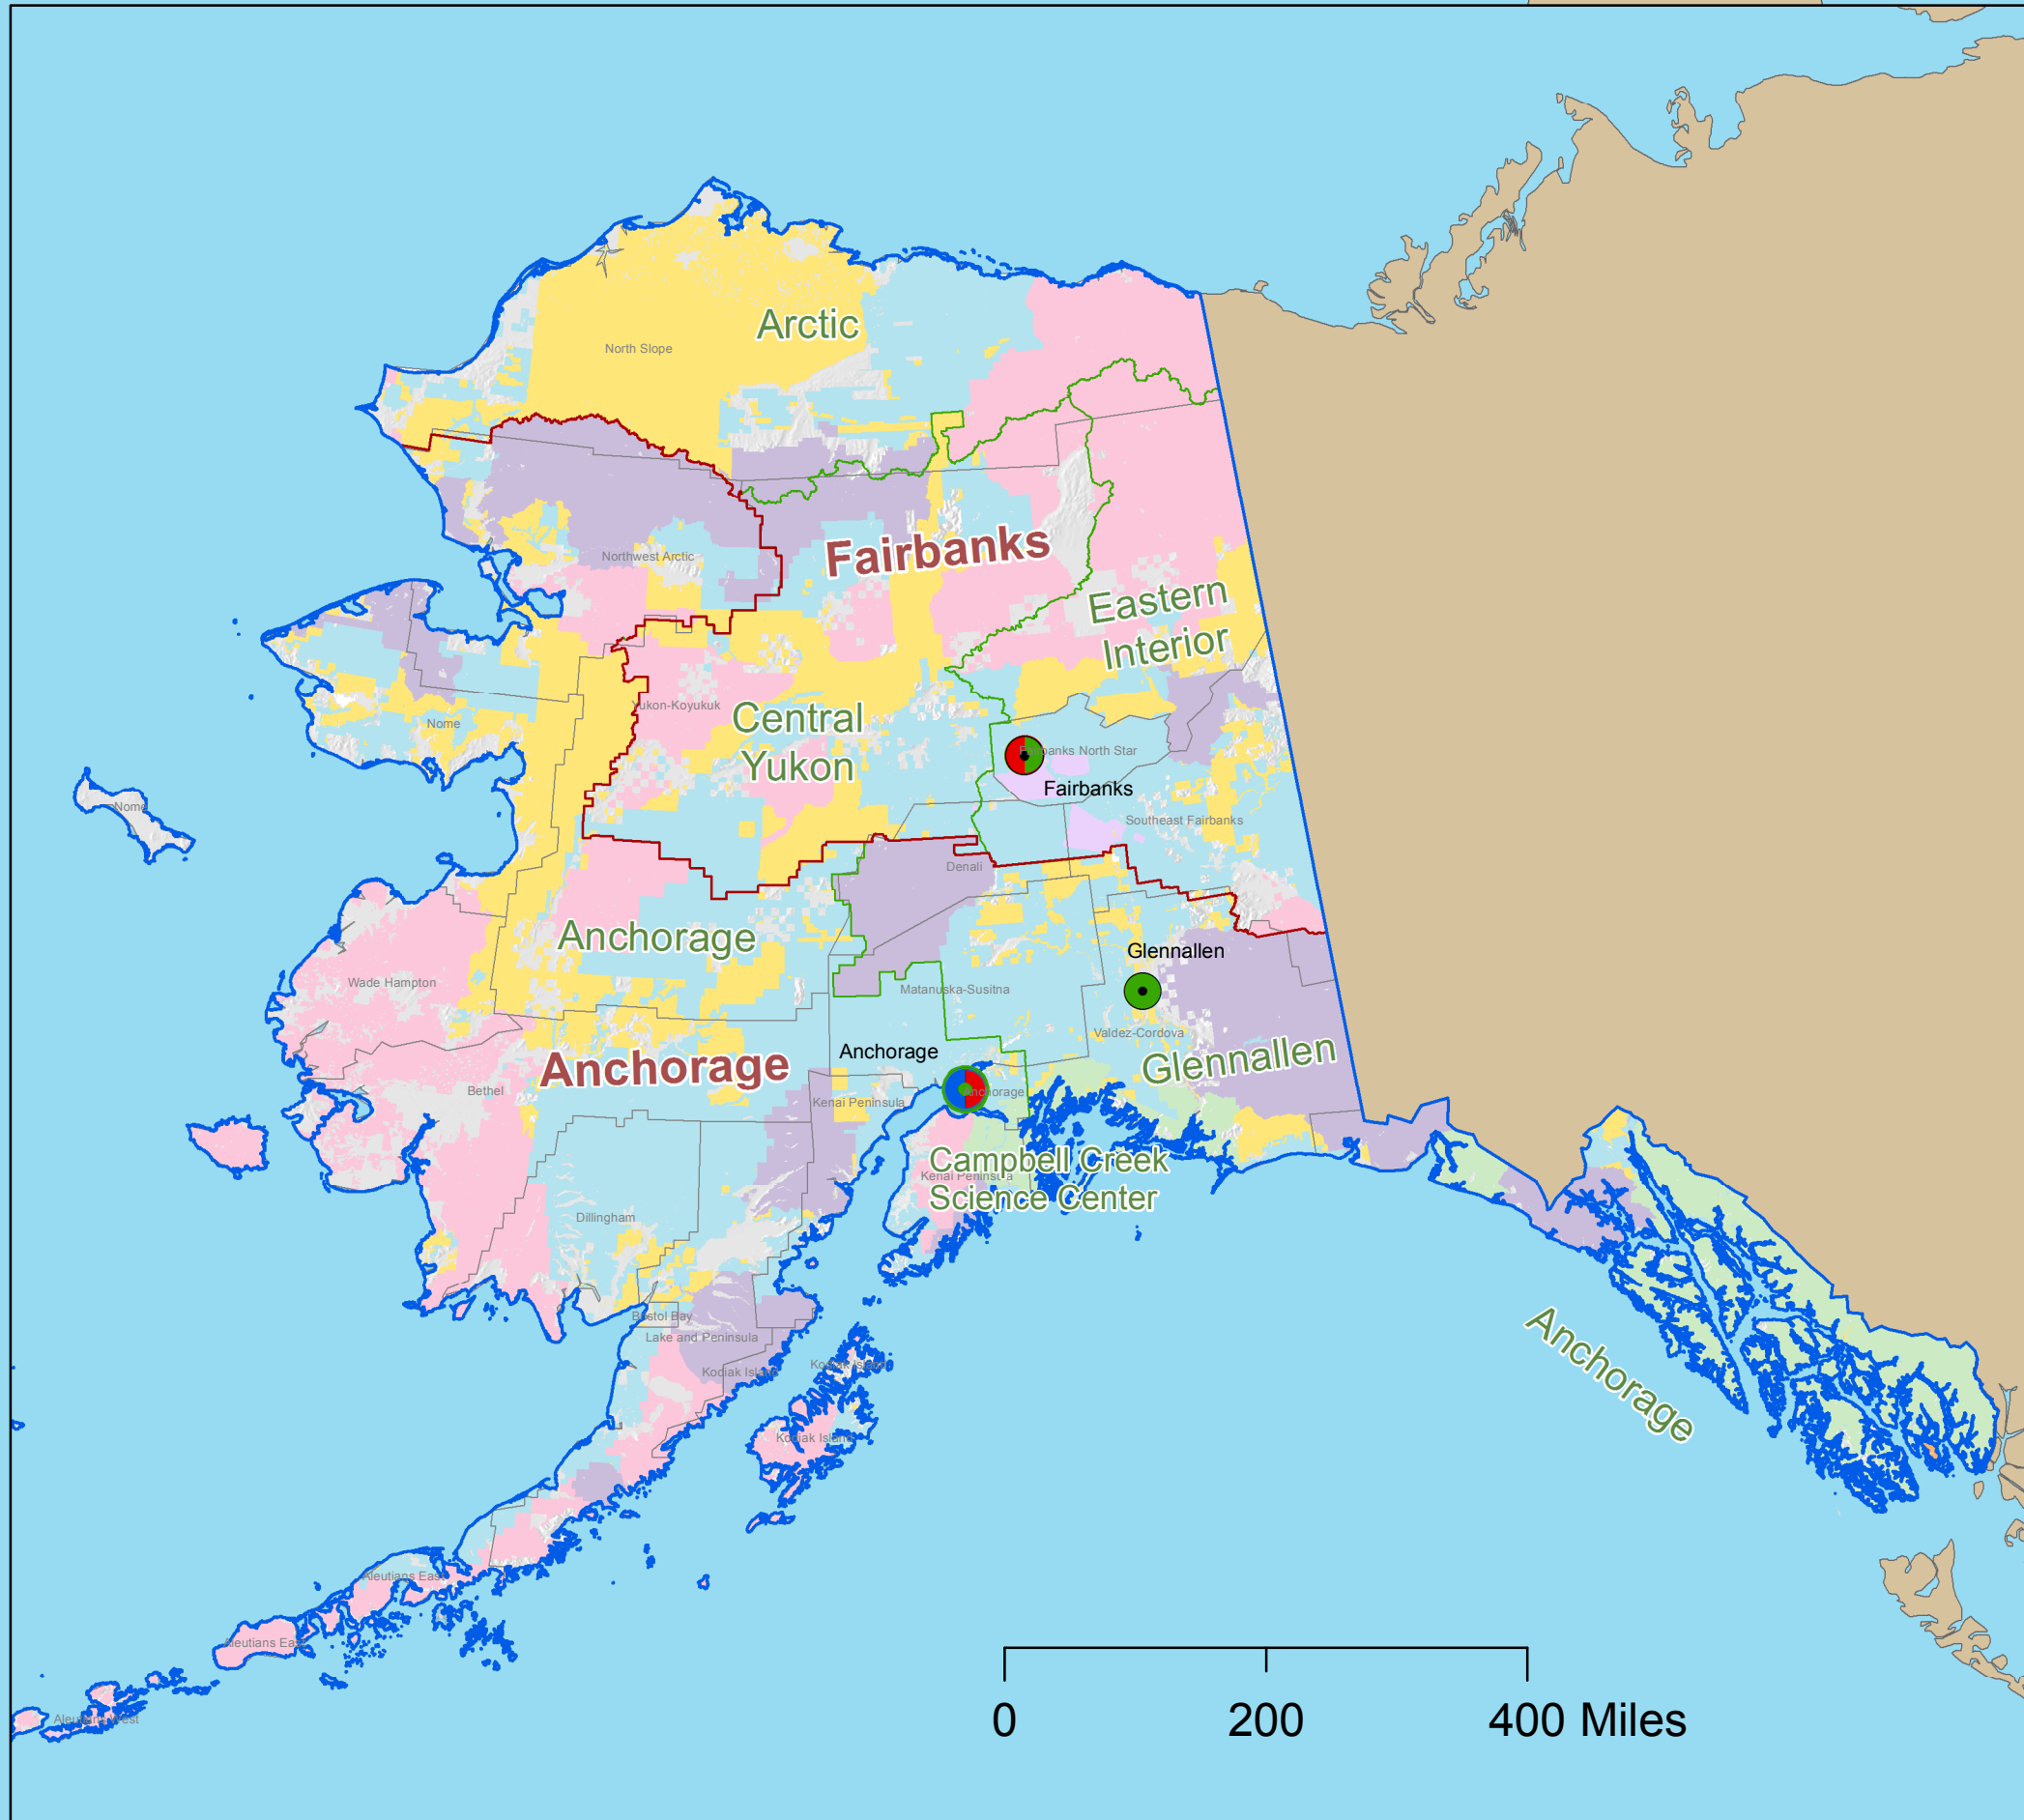 Arctic
North Slope
Fairbanks
Northwest Arctic
Eastern
Interior
Yukon-Koyukuk
Central
Yukon
Nome
Fairbanks North Star
Fairbanks
Nome
Southeast Fairbanks
Denali
Anchorage
Glennallen
Wade Hampton
Matanuska-Susitna
Valdez-Cordova
Anchorage
Anchorage
Glennallen
Bethel
Kenai Peninsula
Anchorage
Campbell Creek
Kenai Peninsula
Science Center
Dillingham
Bristol Bay
Lake and Peninsula
Kodiak Island
Kodiak Island
Anchorage
Kodiak Island
Aleutians East
Aleutians East
Aleutians West
0 200 400 Miles